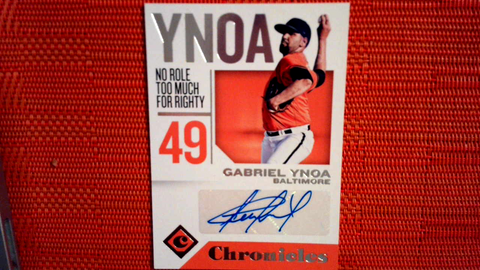 YNOA
NO ROLE
TOO MUCH
FOR RIGHTY
49
GABRIEL YNOA
BALTIMORE
C
Chronicles